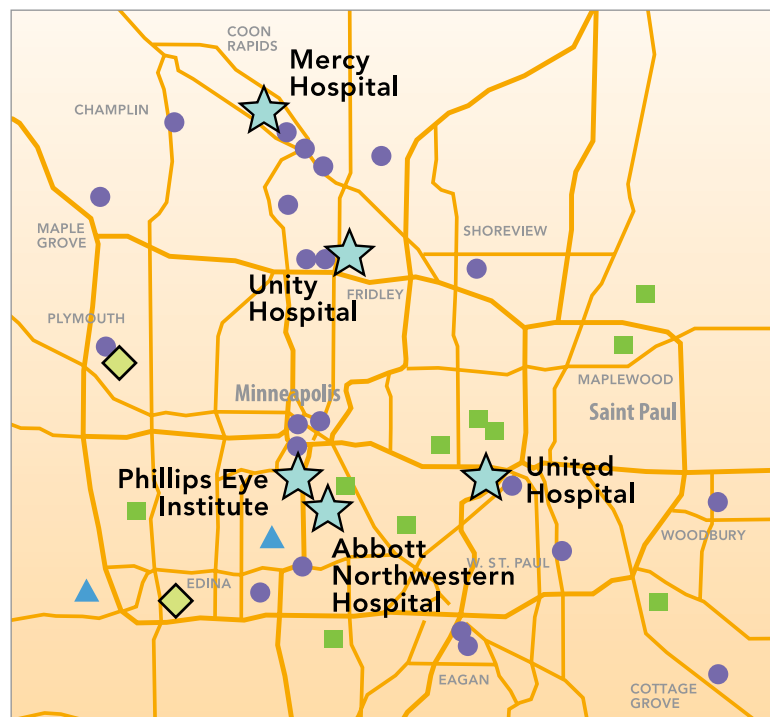 COON
RAPIDS
Mercy
Hospital
CHAMPLIN
MAPLE
GROVE
SHOREVIEW
Unity
Hospital
FRIDLEY
PLYMOUTH
MAPLEWOOD
Minneapolis
Saint Paul
Phillips Eye
Institute
United
Hospital
Abbott
Northwestern
Hospital
W. ST. PAUL
WOODBURY
EDINA
EAGAN
COTTAGE
GROVE